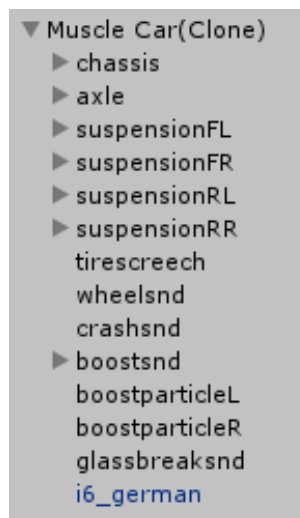 Muscle Car(Clone)
chassis
axle
suspensionFL
suspensionFR
suspensionRL
suspensionRR
tirescreech
wheelsnd
crashsnd
boostsnd
boostparticleL
boostparticleR
glassbreaksnd
i6_german